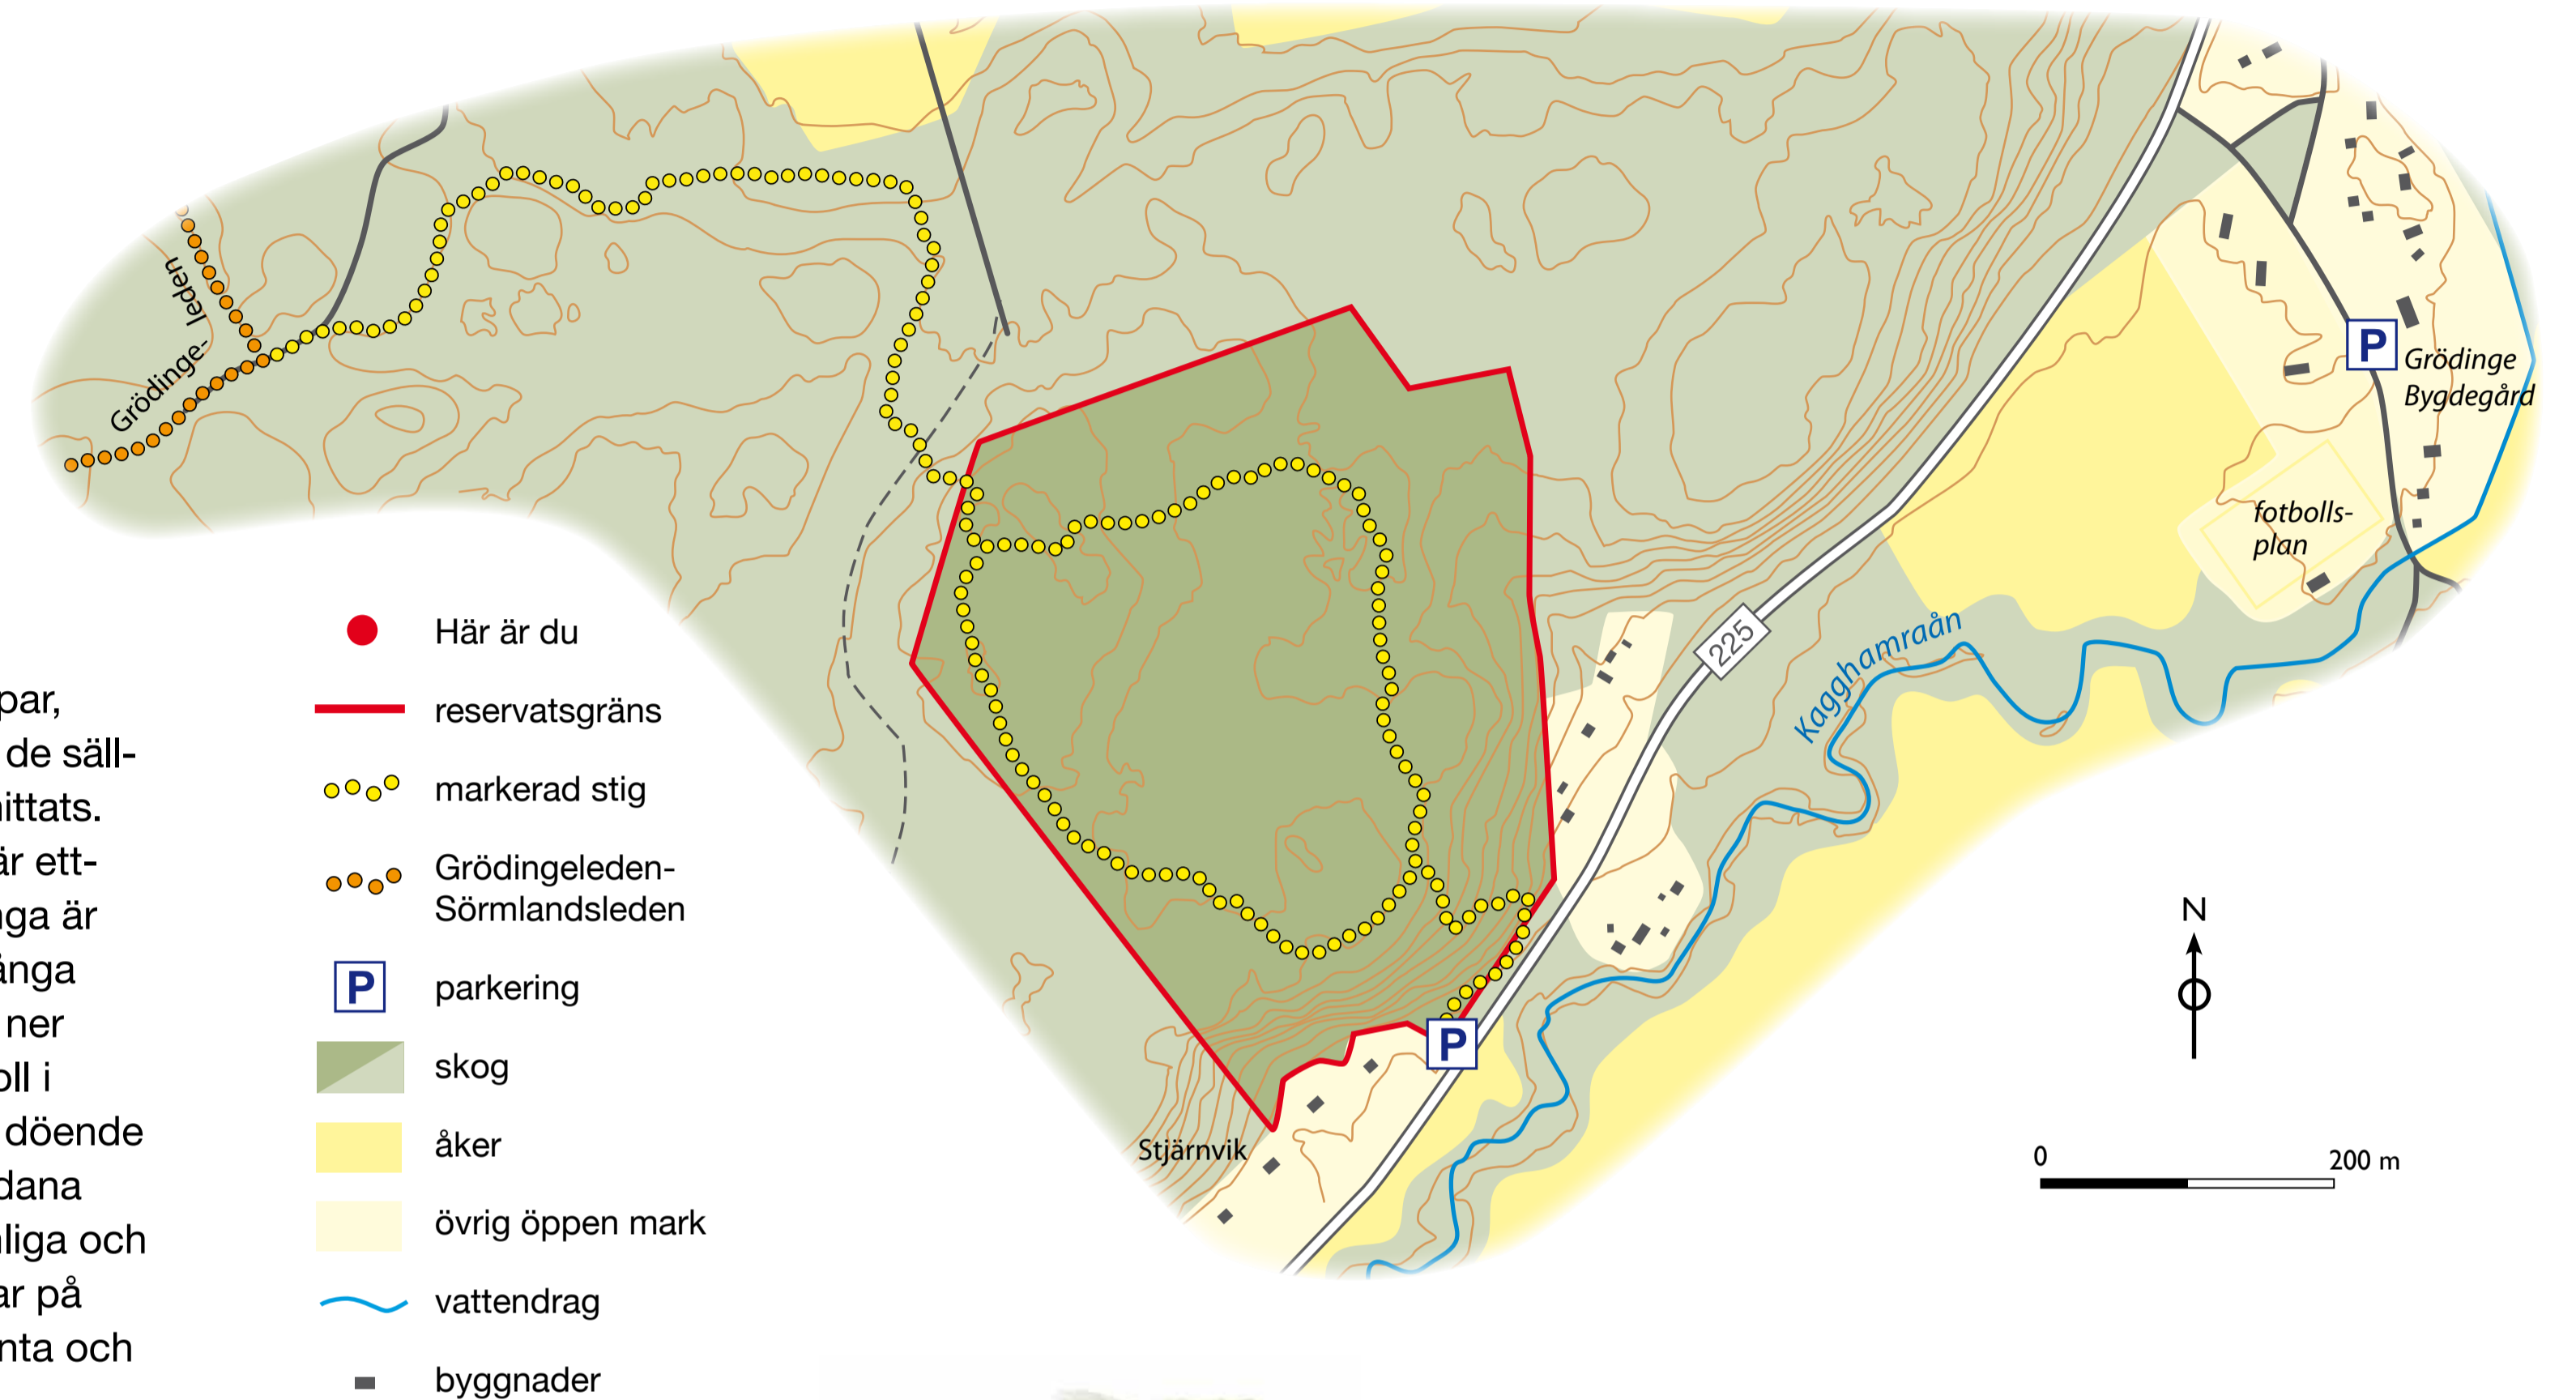 par,
de säll-
ittats.
är ett-
nga är
ånga
ner
oll i
döende
dana
liga och
ar på
nta och
Här är du
reservatsgräns
markerad stig
Grödingeleden-
Sörmlandsleden
P
parkering
skog
åker
övrig öppen mark
vattendrag
byggnader
Grödinge-
leden
P
Grödinge
Bygdegård
fotbolls-
plan
225
Kagghamraån
P
Stjärnvik
N
0
200 m